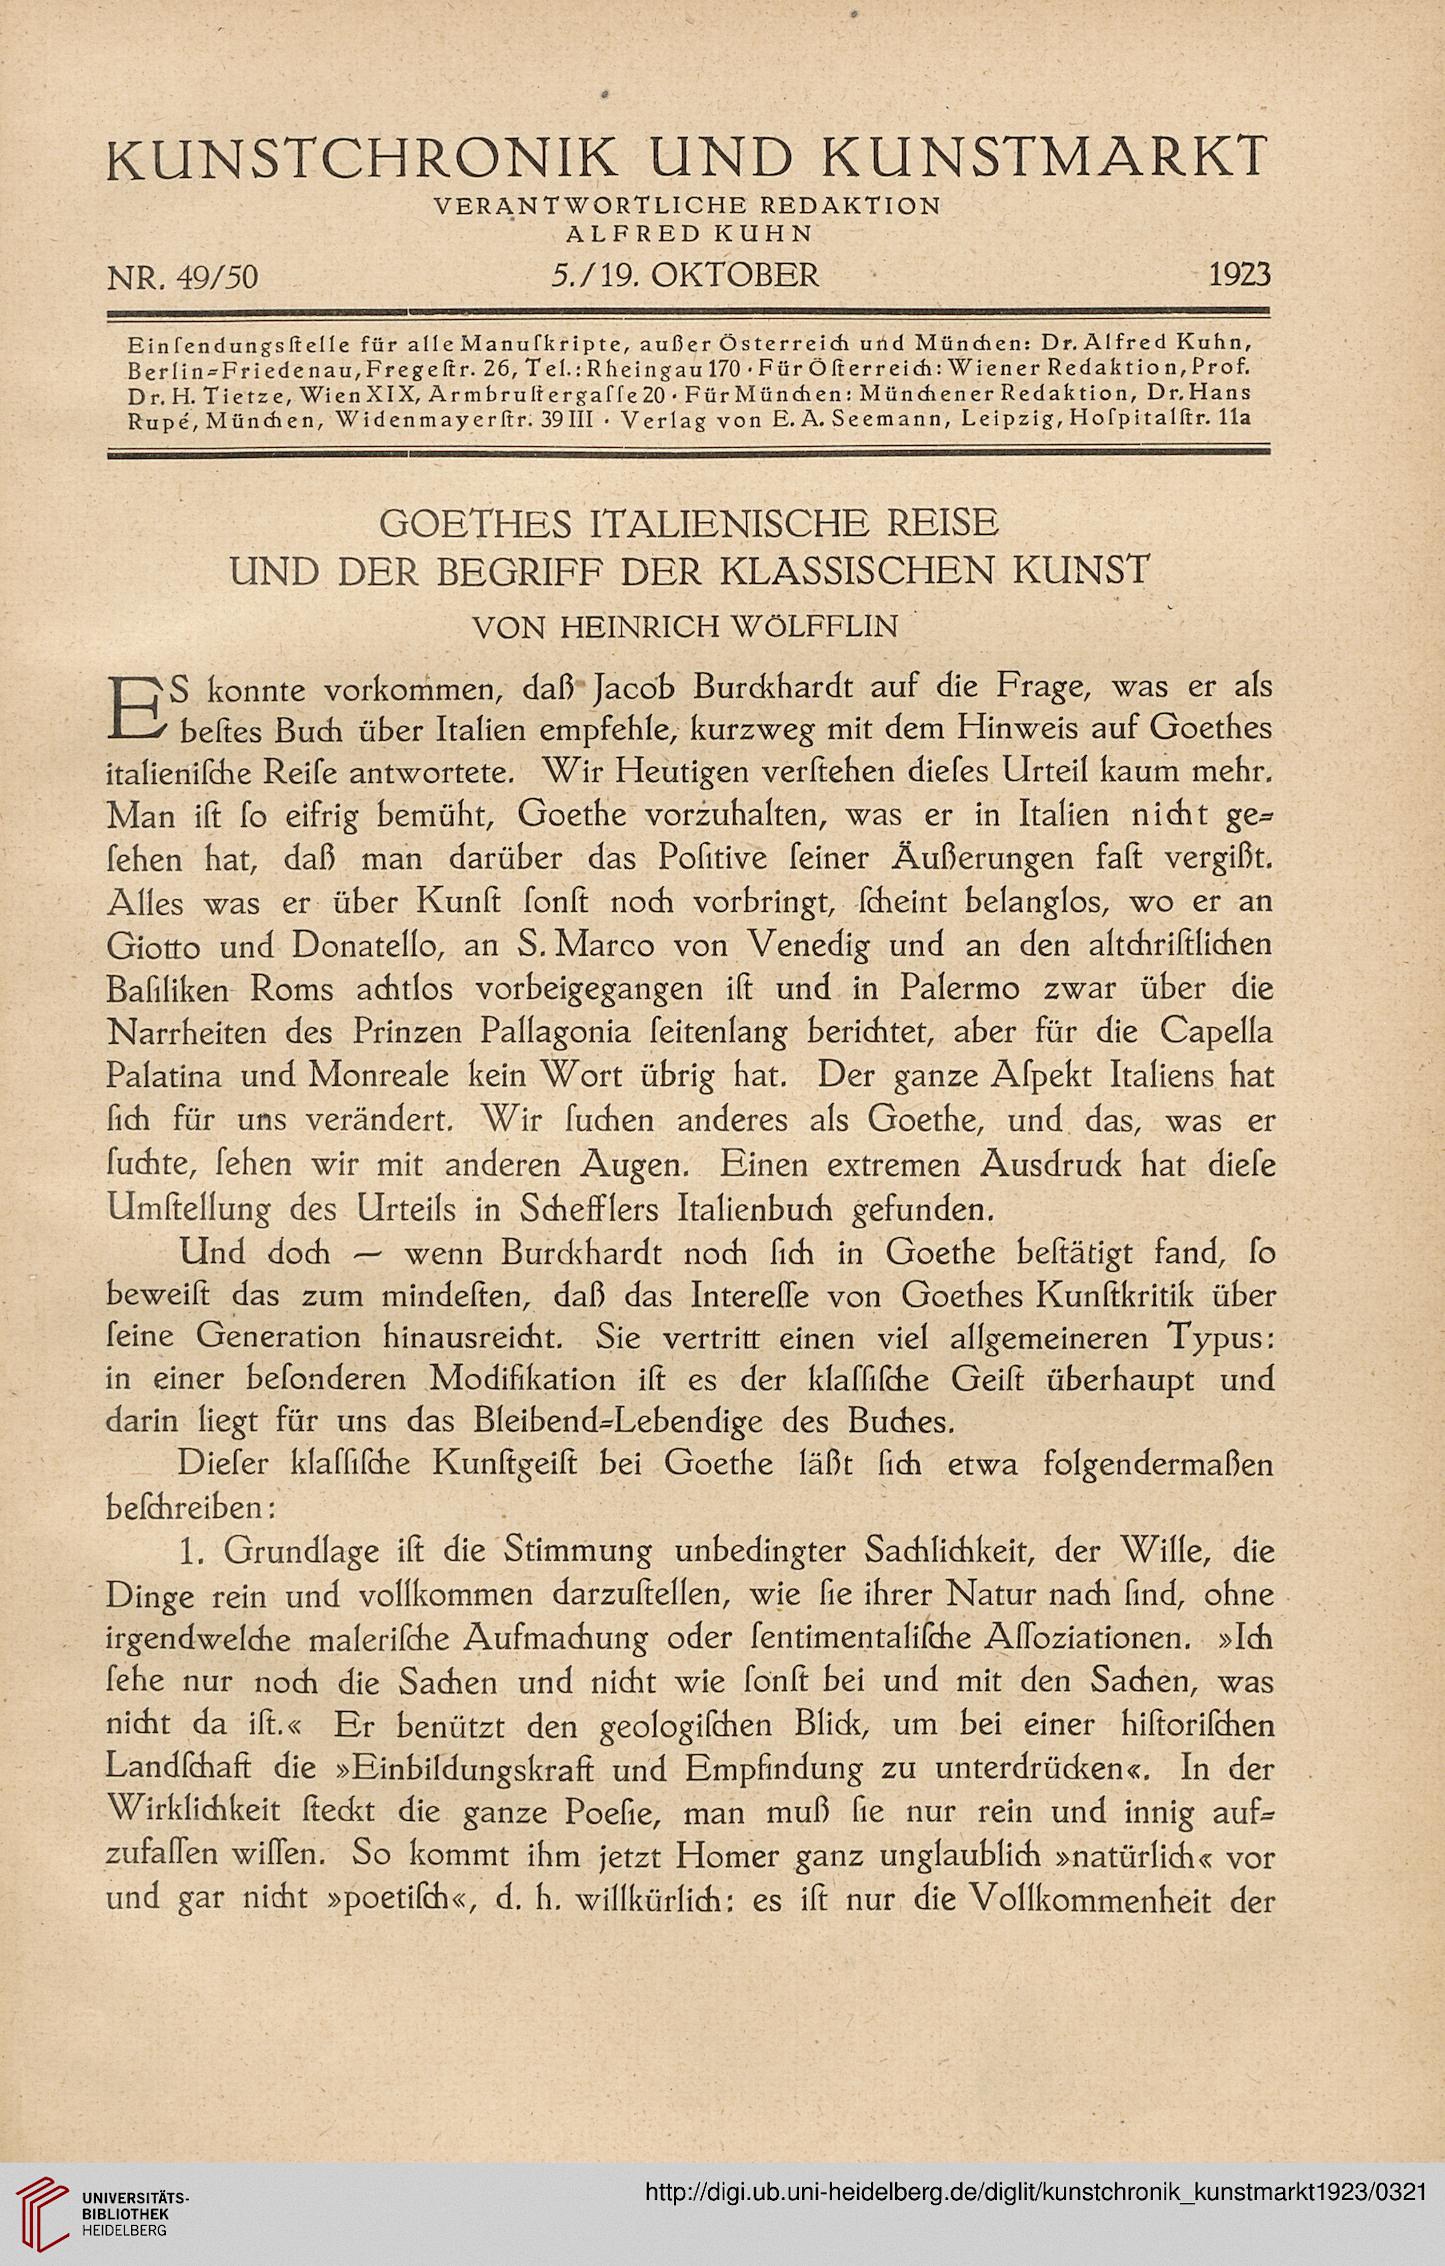 KUNSTCHRONIK UND KUNSTMARKT
VERANTWORTLICHE REDAKTION
ALFRED KUHN
NR. 49/50 5./19. OKTOBER 1923
Einſendungsſtelle für alle Manuſkripte, außer Österreich und München: Dr. Alfred Kuhn,
Berlin-Friedenau, Fregeſtr. 26, Tel.: Rheingau 170 · Für Öſterreich: Wiener Redaktion, Prof.
Dr. H. Tietze, Wien XIX, Armbruſtergaſſe 20 · Für München: Münchener Redaktion, Dr. Hans
Rupé, München, Widenmayerſtr. 39 III · Verlag von E. A. Seemann, Leipzig, Hoſpitalſtr. 11a
GOETHES ITALIENISCHE REISE
UND DER BEGRIFF DER KLASSISCHEN KUNST
VON HEINRICH WÖLFFLIN
ES konnte vorkommen, daß Jacob Burckhardt auf die Frage, was er als
beſtes Buch über Italien empfehle, kurzweg mit dem Hinweis auf Goethes
italieniſche Reiſe antwortete. Wir Heutigen verſtehen dieſes Urteil kaum mehr.
Man iſt ſo eifrig bemüht, Goethe vorzuhalten, was er in Italien nicht ge-
ſehen hat, daß man darüber das Poſitive ſeiner Äußerungen faſt vergißt.
Alles was er über Kunſt ſonſt noch vorbringt, ſcheint belanglos, wo er an
Giotto und Donatello, an S. Marco von Venedig und an den altchriſtlichen
Baſiliken Roms achtlos vorbeigegangen iſt und in Palermo zwar über die
Narrheiten des Prinzen Pallagonia ſeitenlang berichtet, aber für die Capella
Palatina und Monreale kein Wort übrig hat. Der ganze Aſpekt Italiens hat
ſich für uns verändert. Wir ſuchen anderes als Goethe, und das, was er
ſuchte, ſehen wir mit anderen Augen. Einen extremen Ausdruck hat dieſe
Umſtellung des Urteils in Schefflers Italienbuch gefunden.
Und doch — wenn Burckhardt noch ſich in Goethe beſtätigt fand, ſo
beweiſt das zum mindeſten, daß das Intereſſe von Goethes Kunſtkritik über
ſeine Generation hinausreicht. Sie vertritt einen viel allgemeineren Typus:
in einer beſonderen Modifikation iſt es der klaſſiſche Geiſt überhaupt und
darin liegt für uns das Bleibend-Lebendige des Buches.
Dieſer klaſſiſche Kunſtgeiſt bei Goethe läßt ſich etwa folgendermaßen
beſchreiben:
1. Grundlage iſt die Stimmung unbedingter Sachlichkeit, der Wille, die
Dinge rein und vollkommen darzuſtellen, wie ſie ihrer Natur nach ſind, ohne
irgendwelche maleriſche Aufmachung oder ſentimentaliſche Aſſoziationen. »Ich
ſehe nur noch die Sachen und nicht wie ſonſt bei und mit den Sachen, was
nicht da iſt.« Er benützt den geologiſchen Blick, um bei einer hiſtoriſchen
Landſchaft die »Einbildungskraft und Empfindung zu unterdrücken«. In der
Wirklichkeit ſteckt die ganze Poeſie, man muß ſie nur rein und innig auf-
zufaſſen wiſſen. So kommt ihm jetzt Homer ganz unglaublich »natürlich« vor
und gar nicht »poetiſch«, d. h. willkürlich: es iſt nur die Vollkommenheit der
UNIVERSITÄTS-
BIBLIOTHEK
HEIDELBERG
http://digi.ub.uni-heidelberg.de/diglit/kunstchronik_kunstmarkt1923/0321